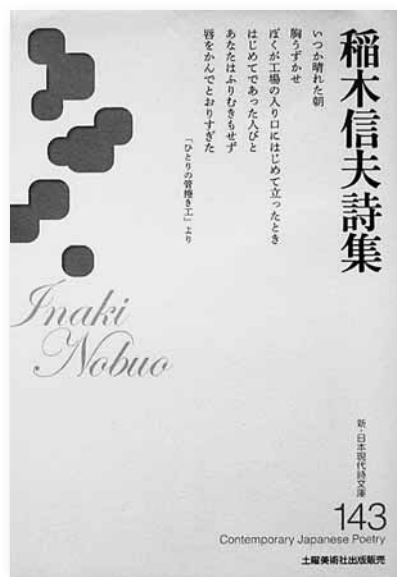 稲木信夫詩集
いつか晴れた朝
胸うずかせ
ぼくが工場の入り口にはじめて立ったとき
はじめてであった人びと
あなたはふりむきもせず
唇をかんでとおりすぎた
「ひとりの管捲き工」より
Inaki
Nobuo
新・日本現代詩文庫
143
Contemporary Japanese Poetry
土曜美術社出版販売